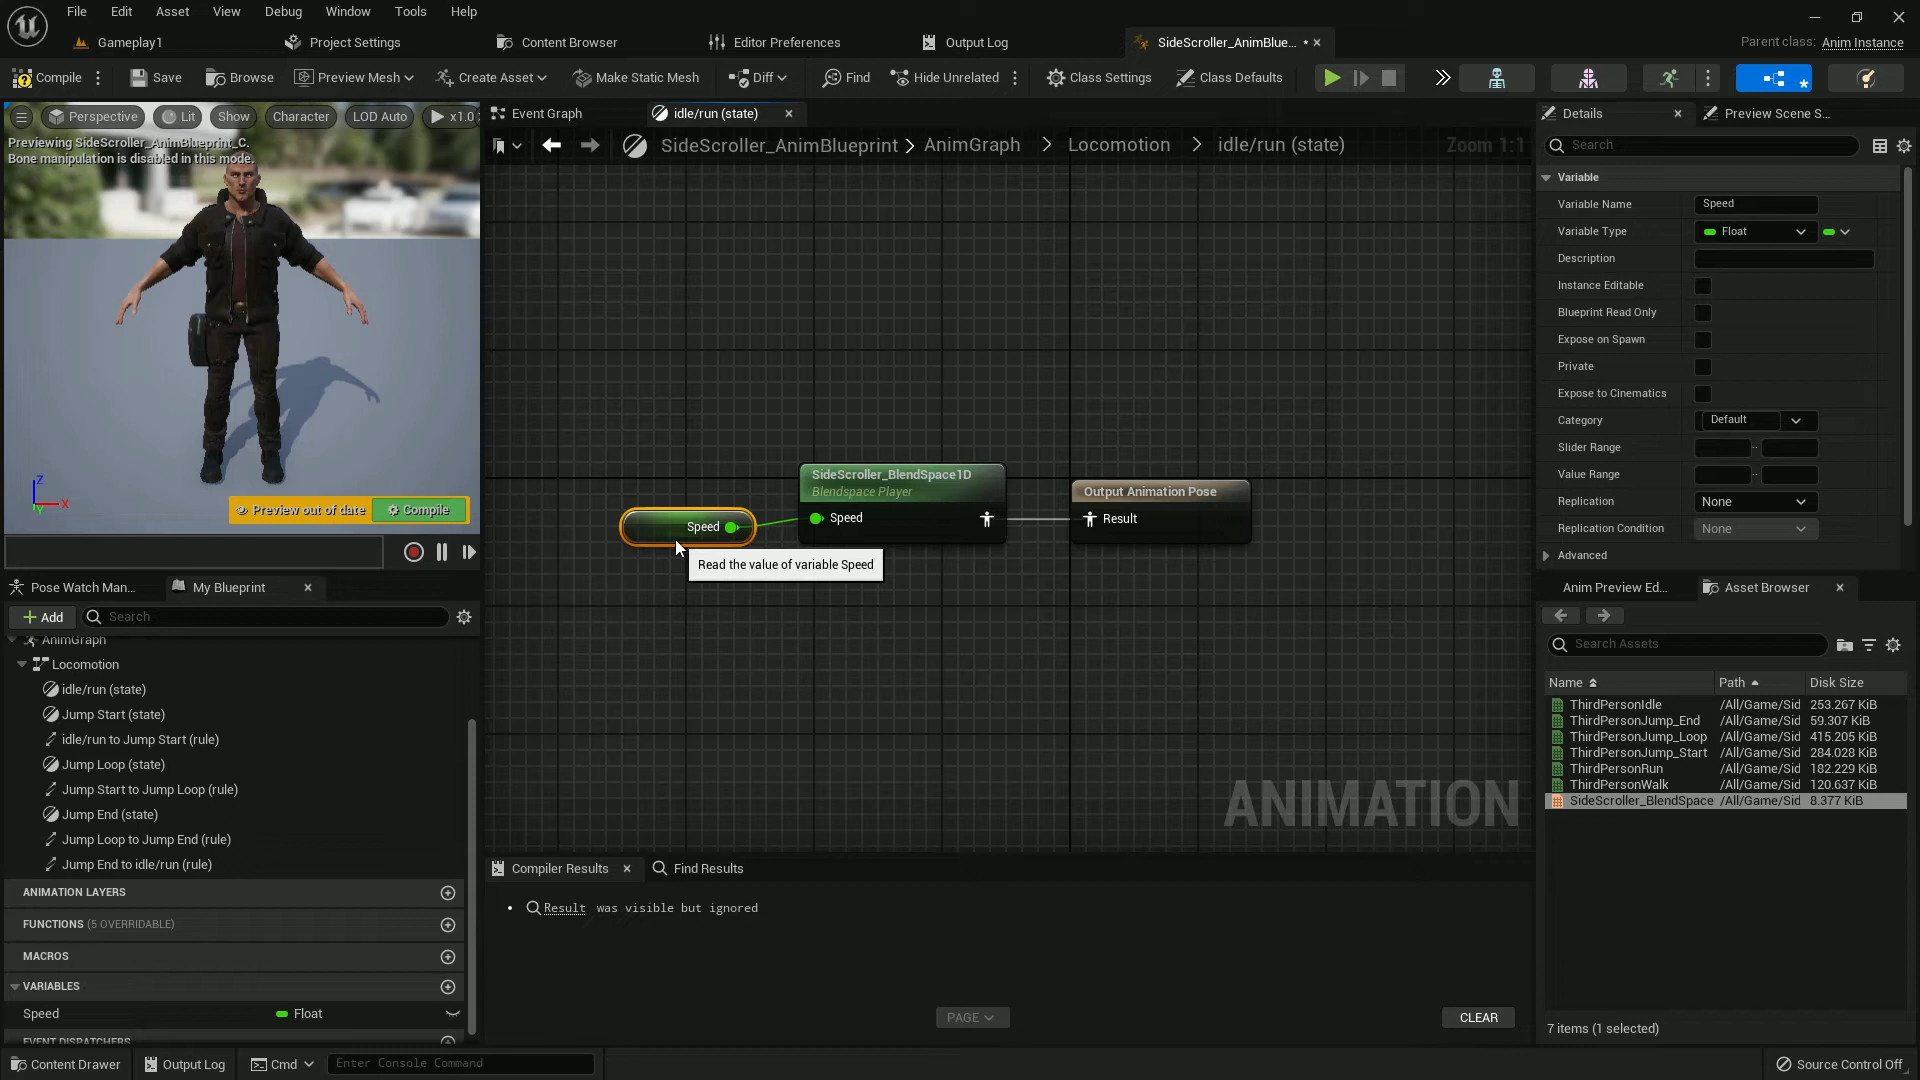 File Edit Asset View Debug Window Tools Help
Gameplay1 Project Settings Content Browser Editor Preferences Output Log SideScroller_AnimBlue... Parent class: Anim Instance
Compile Save Browse Preview Mesh Create Asset Make Static Mesh Diff Find Hide Unrelated Class Settings Class Defaults
Perspective Lit Show Character LOD Auto x1.0
Previewing SideScroller_AnimBlueprint_C.
Bone manipulation is disabled in this mode.
Z
X
Y
Preview out of date Compile
Event Graph idle/run (state)
SideScroller_AnimBlueprint > AnimGraph > Locomotion > idle/run (state) Zoom 1:1
SideScroller_BlendSpace1D
Blendspace Player
Speed
Speed
Output Animation Pose
Result
Read the value of variable Speed
ANIMATION
Pose Watch Man... My Blueprint
Add Search
AnimGraph
Locomotion
idle/run (state)
Jump Start (state)
idle/run to Jump Start (rule)
Jump Loop (state)
Jump Start to Jump Loop (rule)
Jump End (state)
Jump Loop to Jump End (rule)
Jump End to idle/run (rule)
ANIMATION LAYERS
FUNCTIONS (5 OVERRIDABLE)
MACROS
VARIABLES
Speed Float
EVENT DISPATCHERS
Compiler Results Find Results
• Result was visible but ignored
PAGE CLEAR
Details Preview Scene S...
Search
Variable
Variable Name Speed
Variable Type Float
Description
Instance Editable
Blueprint Read Only
Expose on Spawn
Private
Expose to Cinematics
Category Default
Slider Range ..
Value Range ..
Replication None
Replication Condition None
Advanced
Anim Preview Ed... Asset Browser
Search Assets
Name Path Disk Size
ThirdPersonIdle /All/Game/Sid 253.267 KiB
ThirdPersonJump_End /All/Game/Sid 59.307 KiB
ThirdPersonJump_Loop /All/Game/Sid 415.205 KiB
ThirdPersonJump_Start /All/Game/Sid 284.028 KiB
ThirdPersonRun /All/Game/Sid 182.229 KiB
ThirdPersonWalk /All/Game/Sid 120.637 KiB
SideScroller_BlendSpace /All/Game/Sid 8.377 KiB
7 items (1 selected)
Content Drawer Output Log Cmd Enter Console Command Source Control Off